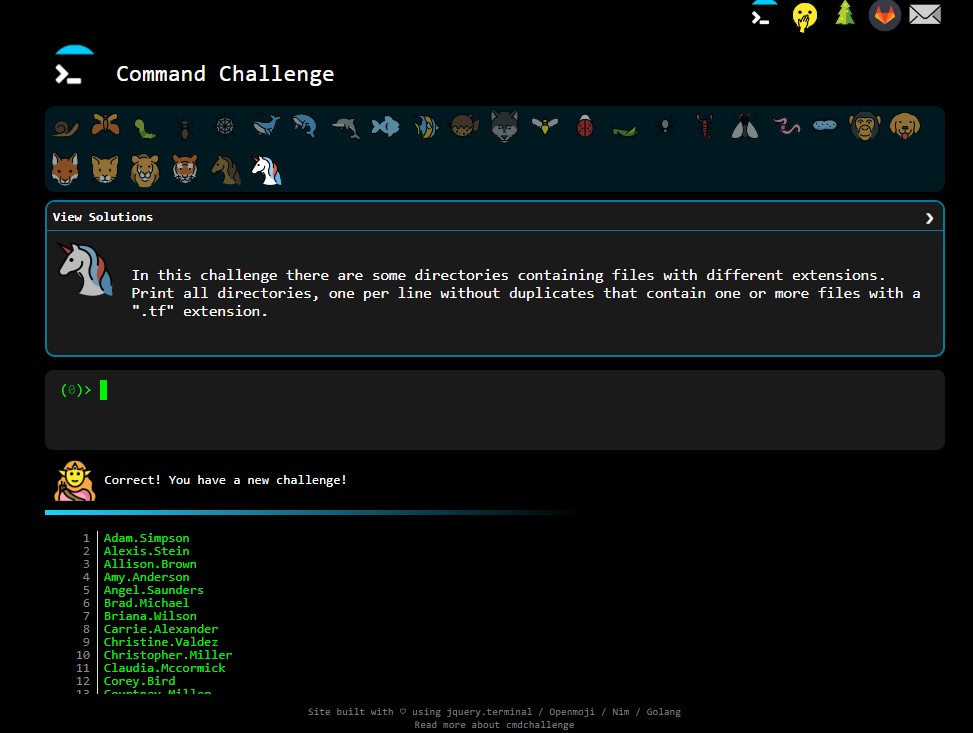 Command Challenge
View Solutions
In this challenge there are some directories containing files with different extensions.
Print all directories, one per line without duplicates that contain one or more files with a
".tf" extension.
(0)>
Correct! You have a new challenge!
1 Adam.Simpson
2 Alexis.Stein
3 Allison.Brown
4 Amy.Anderson
5 Angel.Saunders
6 Brad.Michael
7 Briana.Wilson
8 Carrie.Alexander
9 Christine.Valdez
10 Christopher.Miller
11 Claudia.Mccormick
12 Corey.Bird
13 Courtney.Miller
Site built with ♡ using jquery.terminal / Openmoji / Nim / Golang
Read more about cmdchallenge